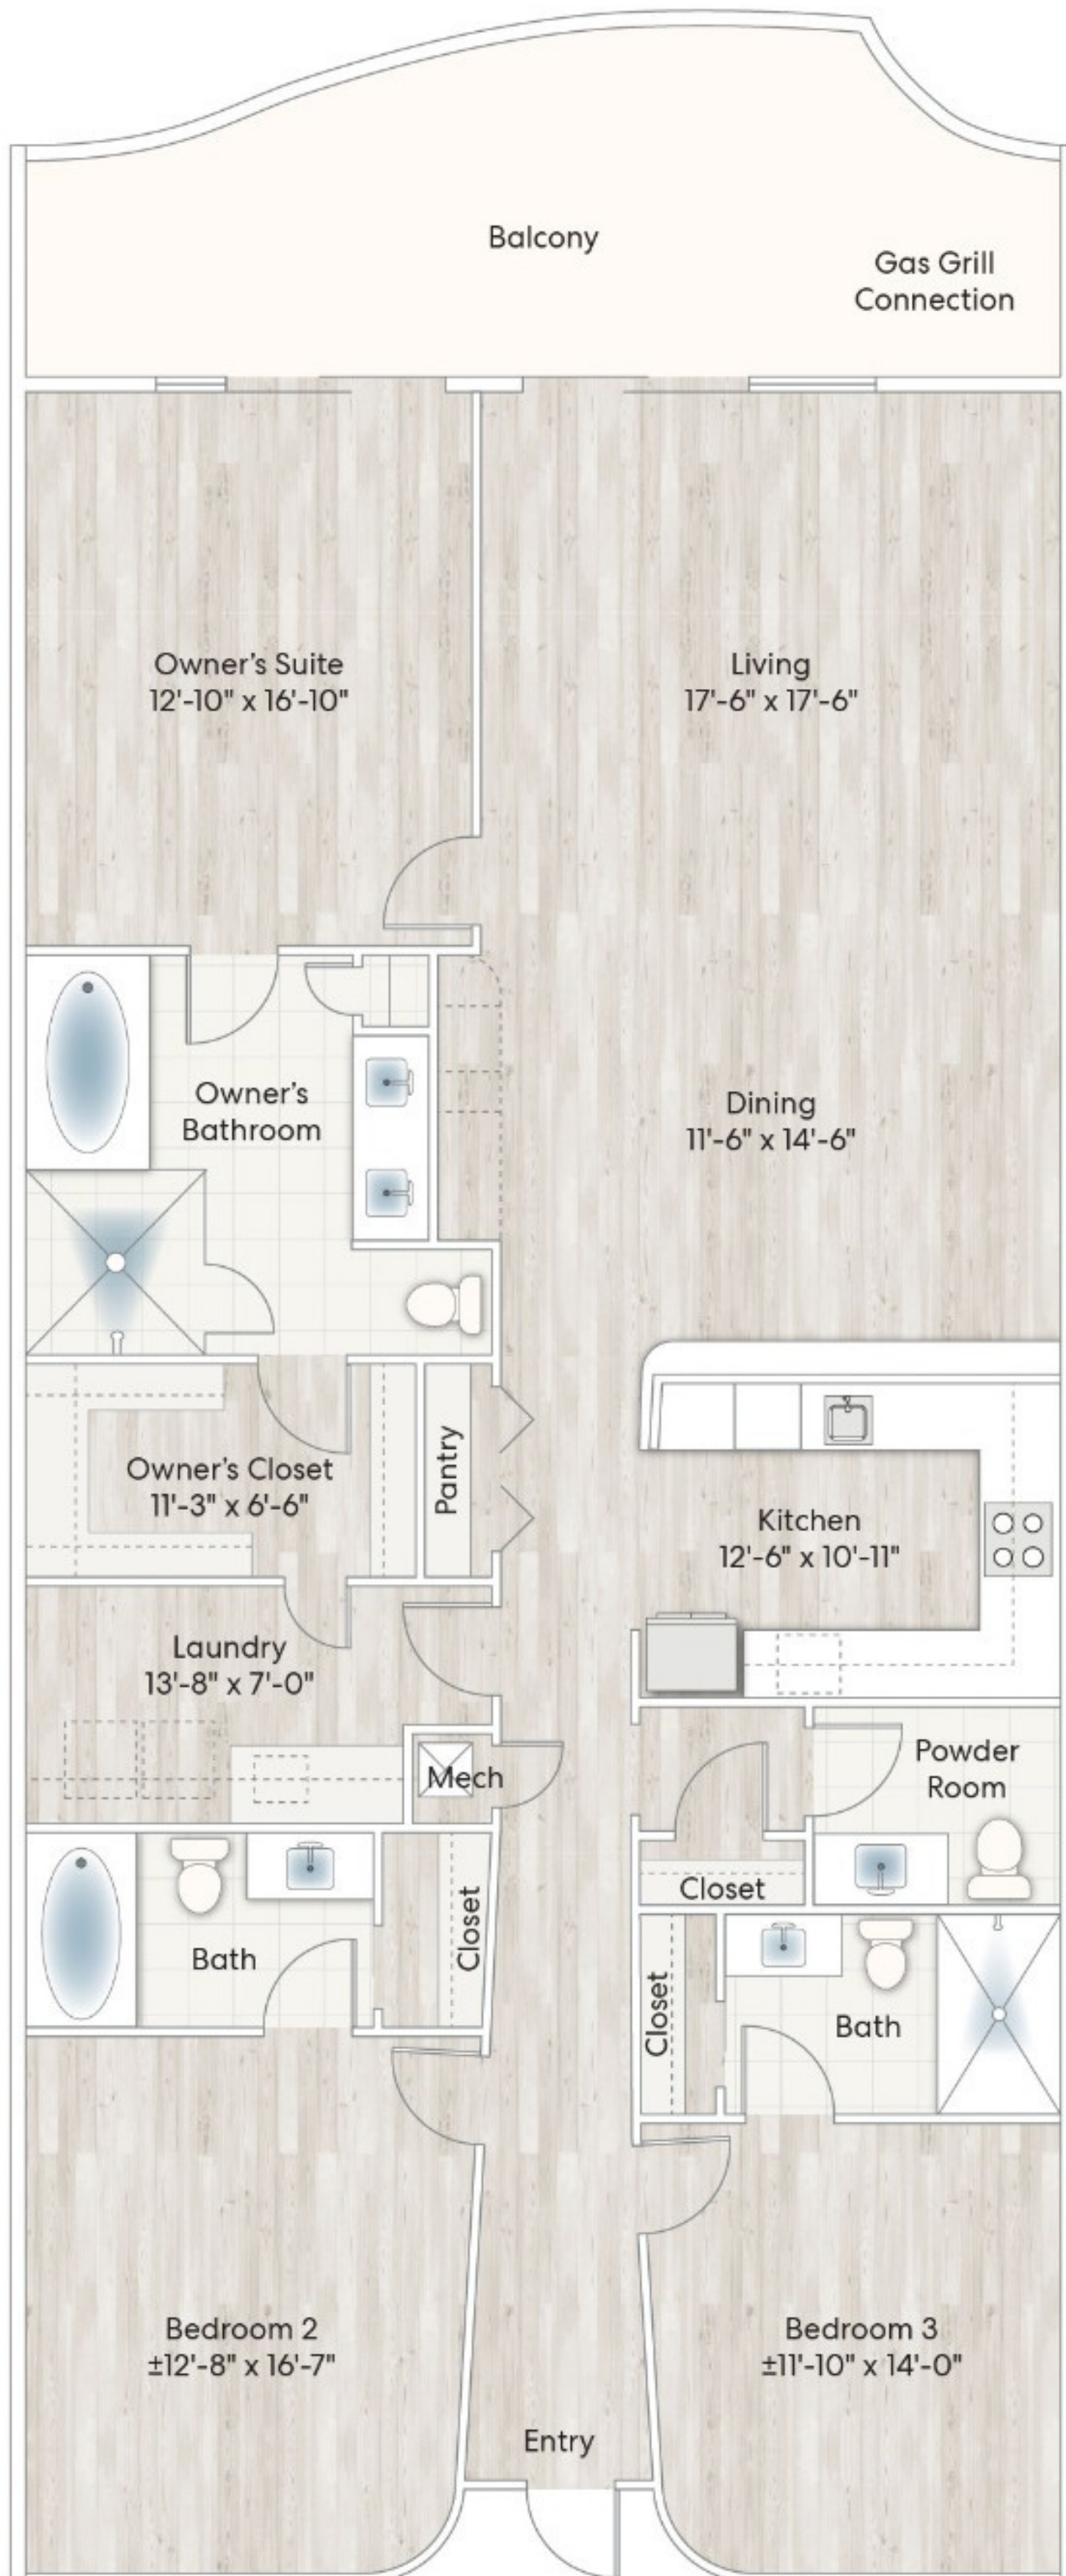 Balcony
Gas Grill
Connection
Owner's Suite
12'-10" x 16'-10"
Living
17'-6" x 17'-6"
Owner's
Bathroom
Dining
11'-6" x 14'-6"
Owner's Closet
11'-3" x 6'-6"
Pantry
Kitchen
12'-6" x 10'-11"
Laundry
13'-8" x 7'-0"
Mech
Powder
Room
Closet
Closet
Bath
Closet
Bath
Bedroom 2
±12'-8" x 16'-7"
Bedroom 3
±11'-10" x 14'-0"
Entry